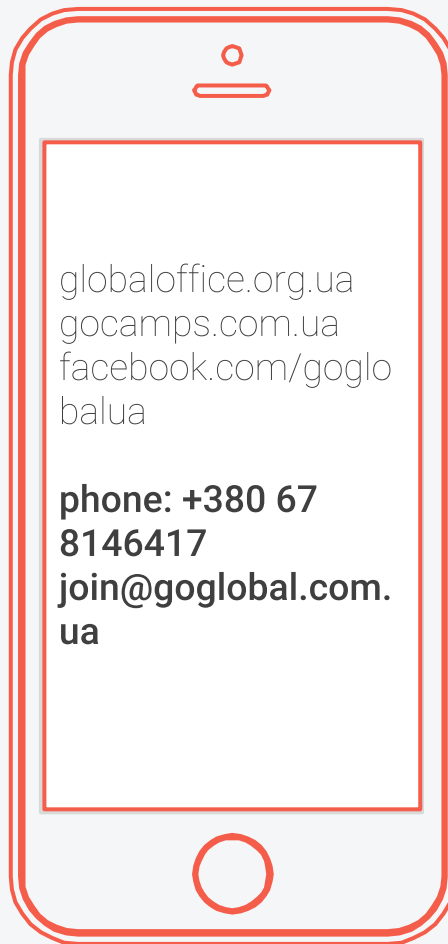 globaloffice.org.ua
gocamps.com.ua
facebook.com/goglo
balua
phone: +380 67
8146417
join@goglobal.com.
ua